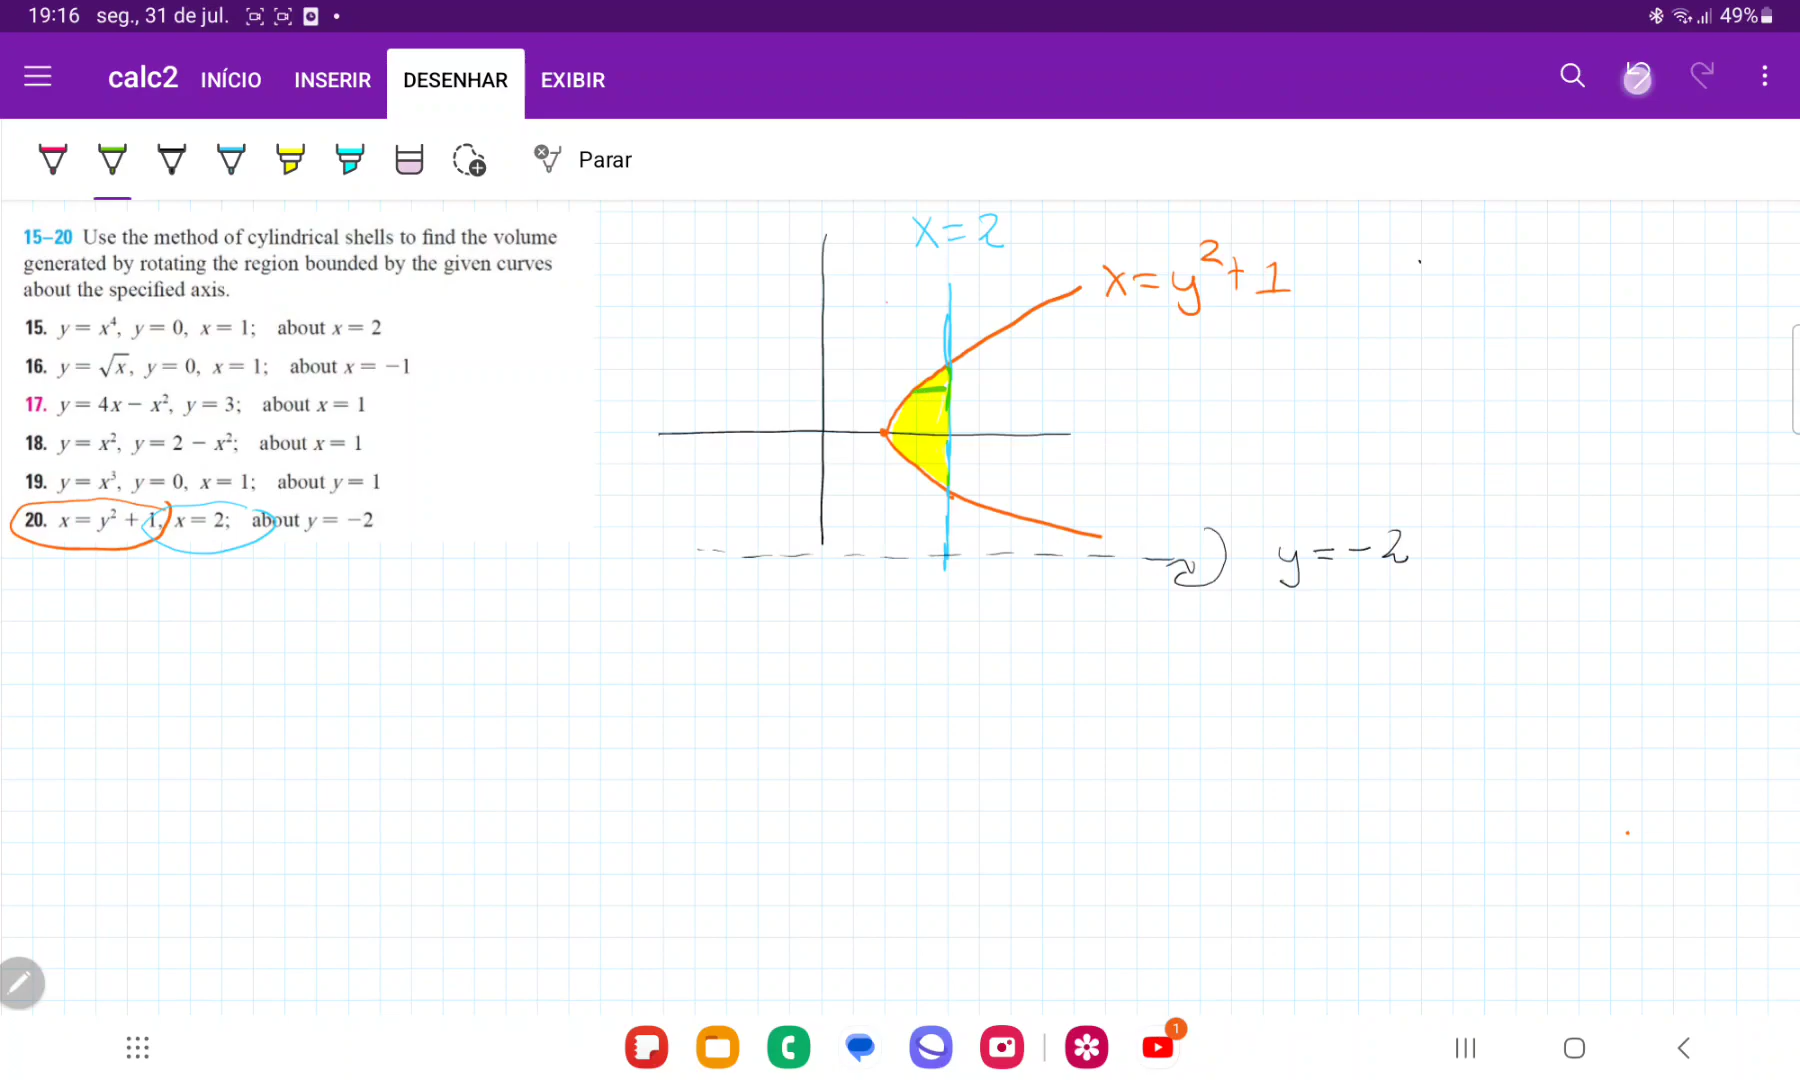 19:16 seg., 31 de jul. 49%
calc2 INÍCIO INSERIR DESENHAR EXIBIR
Parar
15–20 Use the method of cylindrical shells to find the volume
generated by rotating the region bounded by the given curves
about the specified axis.
15. y = x⁴, y = 0, x = 1; about x = 2
16. y = √x, y = 0, x = 1; about x = −1
17. y = 4x − x², y = 3; about x = 1
18. y = x², y = 2 − x²; about x = 1
19. y = x³, y = 0, x = 1; about y = 1
20. x = y² + 1, x = 2; about y = −2
x = 2
x = y² + 1
y = -2
1